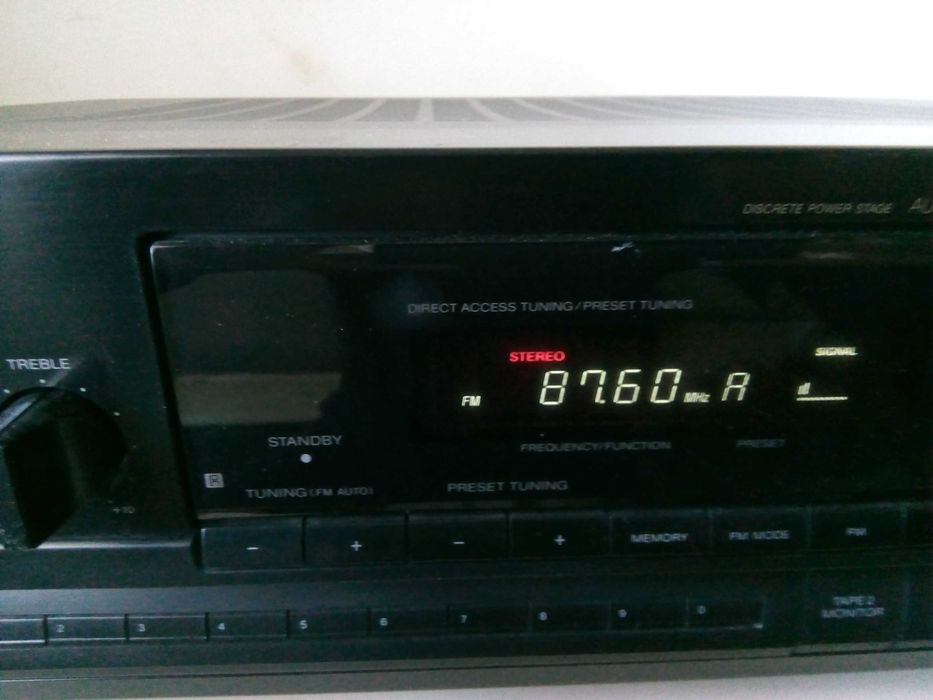 DISCRETE POWER STAGE
DIRECT ACCESS TUNING/PRESET TUNING
TREBLE
STEREO
SIGNAL
FM 87.60 MHz A
STANDBY
FREQUENCY/FUNCTION PRESET
R
TUNING (FM AUTO) PRESET TUNING
+10
− + − + MEMORY FM MODE FM
2 3 4 5 6 7 8 9 0
TAPE 2
MONITOR